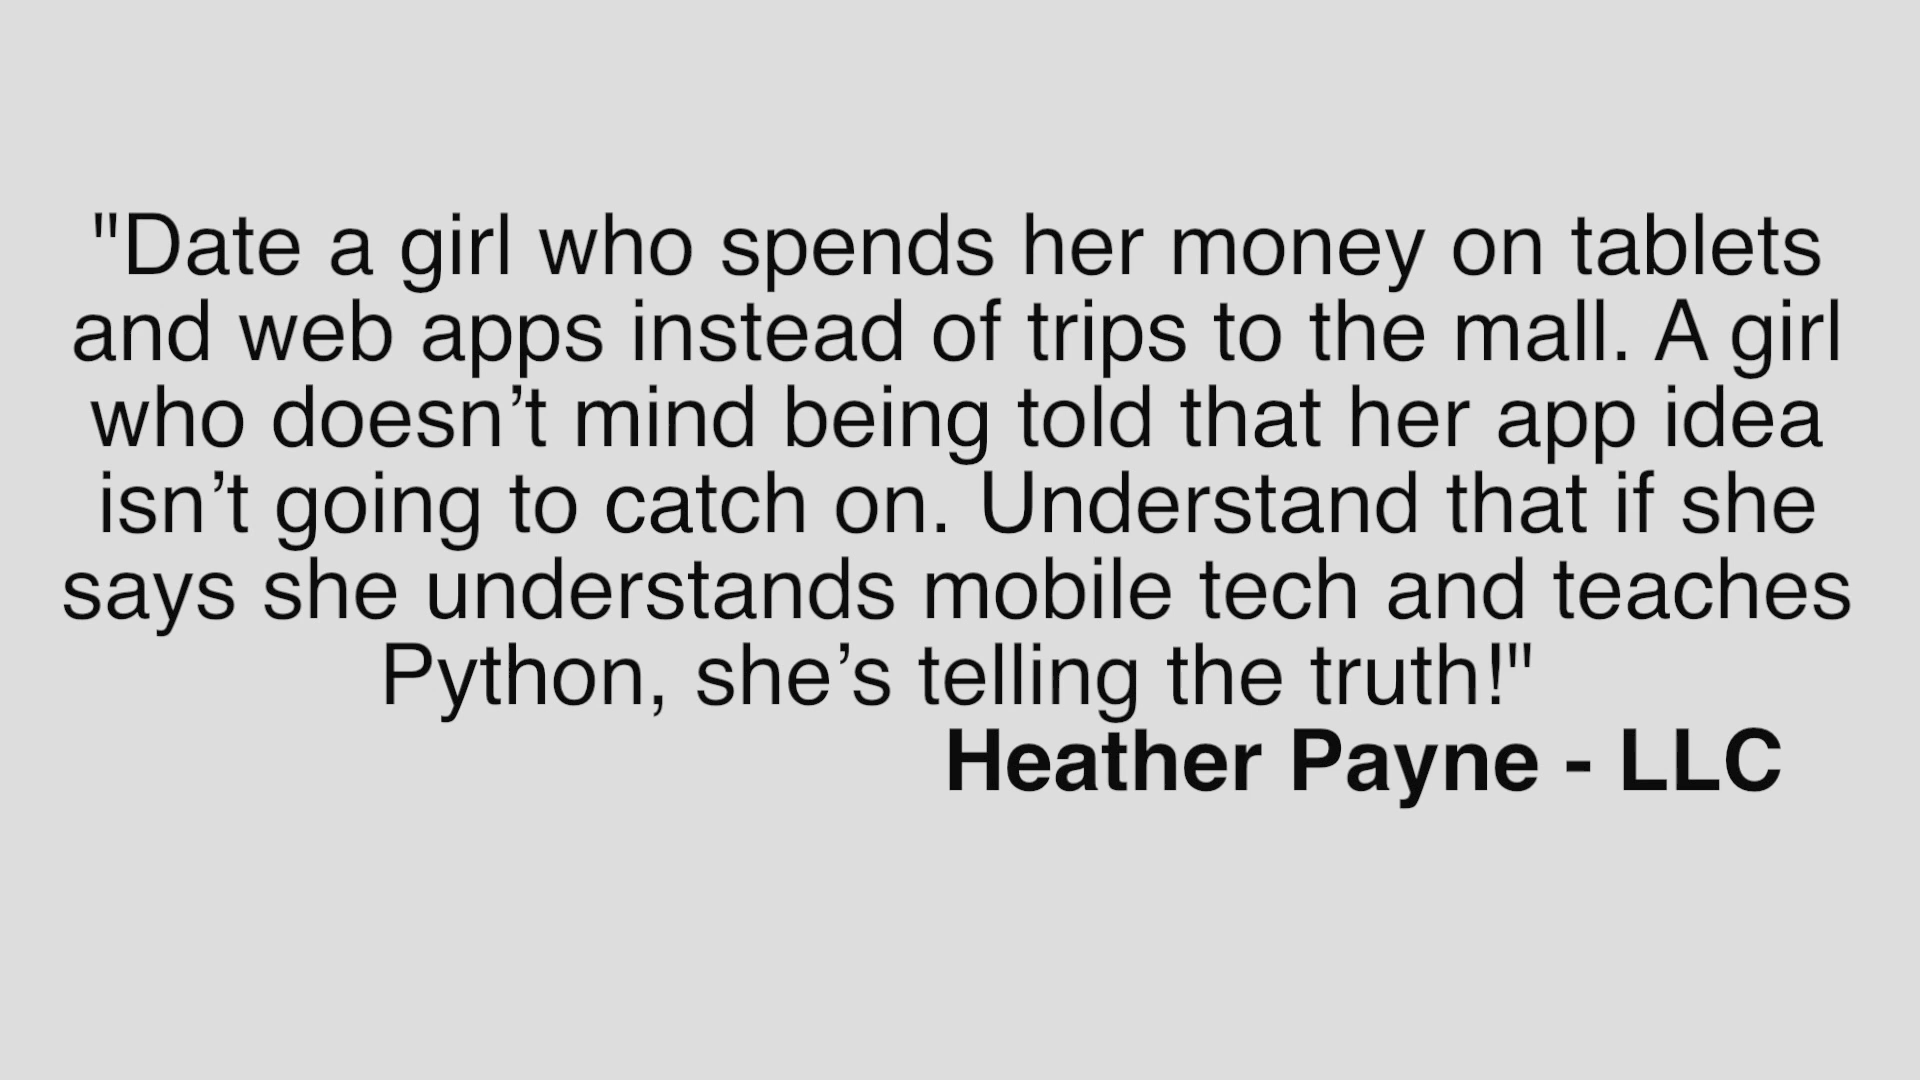 "Date a girl who spends her money on tablets
and web apps instead of trips to the mall. A girl
who doesn’t mind being told that her app idea
isn’t going to catch on. Understand that if she
says she understands mobile tech and teaches
Python, she’s telling the truth!"
Heather Payne - LLC